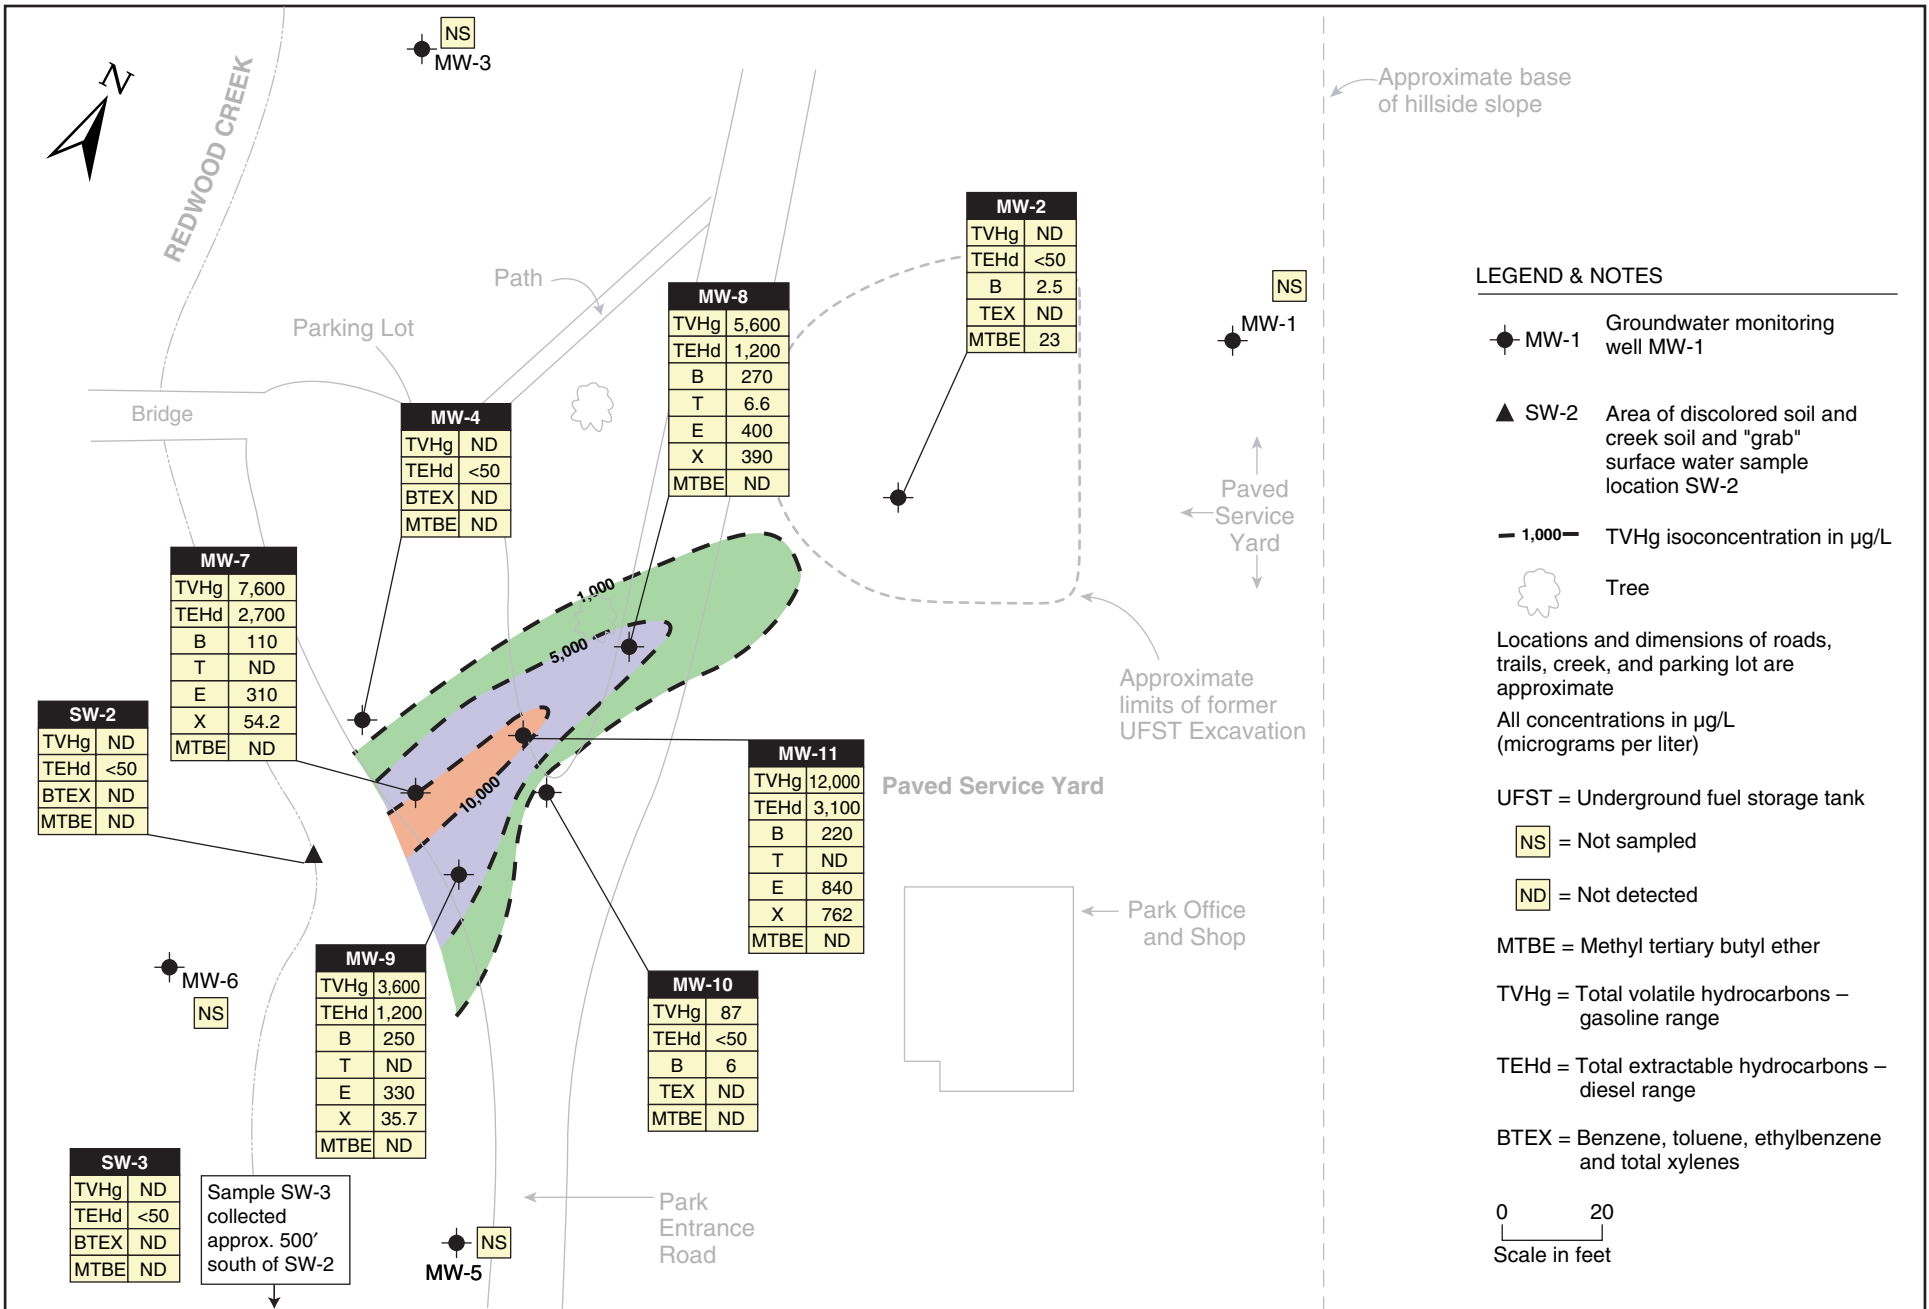 NS
MW-3
N
REDWOOD CREEK
Approximate base
of hillside slope
MW-2
TVHg ND
TEHd <50
B 2.5
TEX ND
MTBE 23
NS
MW-1
Path
Parking Lot
Bridge
MW-8
TVHg 5,600
TEHd 1,200
B 270
T 6.6
E 400
X 390
MTBE ND
MW-4
TVHg ND
TEHd <50
BTEX ND
MTBE ND
Paved
Service
Yard
MW-7
TVHg 7,600
TEHd 2,700
B 110
T ND
E 310
X 54.2
MTBE ND
1,000
5,000
10,000
Approximate
limits of former
UFST Excavation
SW-2
TVHg ND
TEHd <50
BTEX ND
MTBE ND
MW-11
TVHg 12,000
TEHd 3,100
B 220
T ND
E 840
X 762
MTBE ND
Paved Service Yard
Park Office
and Shop
MW-6
NS
MW-9
TVHg 3,600
TEHd 1,200
B 250
T ND
E 330
X 35.7
MTBE ND
MW-10
TVHg 87
TEHd <50
B 6
TEX ND
MTBE ND
SW-3
TVHg ND
TEHd <50
BTEX ND
MTBE ND
Sample SW-3
collected
approx. 500′
south of SW-2
NS
MW-5
Park
Entrance
Road
LEGEND & NOTES
MW-1 Groundwater monitoring
well MW-1
SW-2 Area of discolored soil and
creek soil and "grab"
surface water sample
location SW-2
1,000 TVHg isoconcentration in µg/L
Tree
Locations and dimensions of roads,
trails, creek, and parking lot are
approximate
All concentrations in µg/L
(micrograms per liter)
UFST = Underground fuel storage tank
NS = Not sampled
ND = Not detected
MTBE = Methyl tertiary butyl ether
TVHg = Total volatile hydrocarbons –
gasoline range
TEHd = Total extractable hydrocarbons –
diesel range
BTEX = Benzene, toluene, ethylbenzene
and total xylenes
0 20
Scale in feet